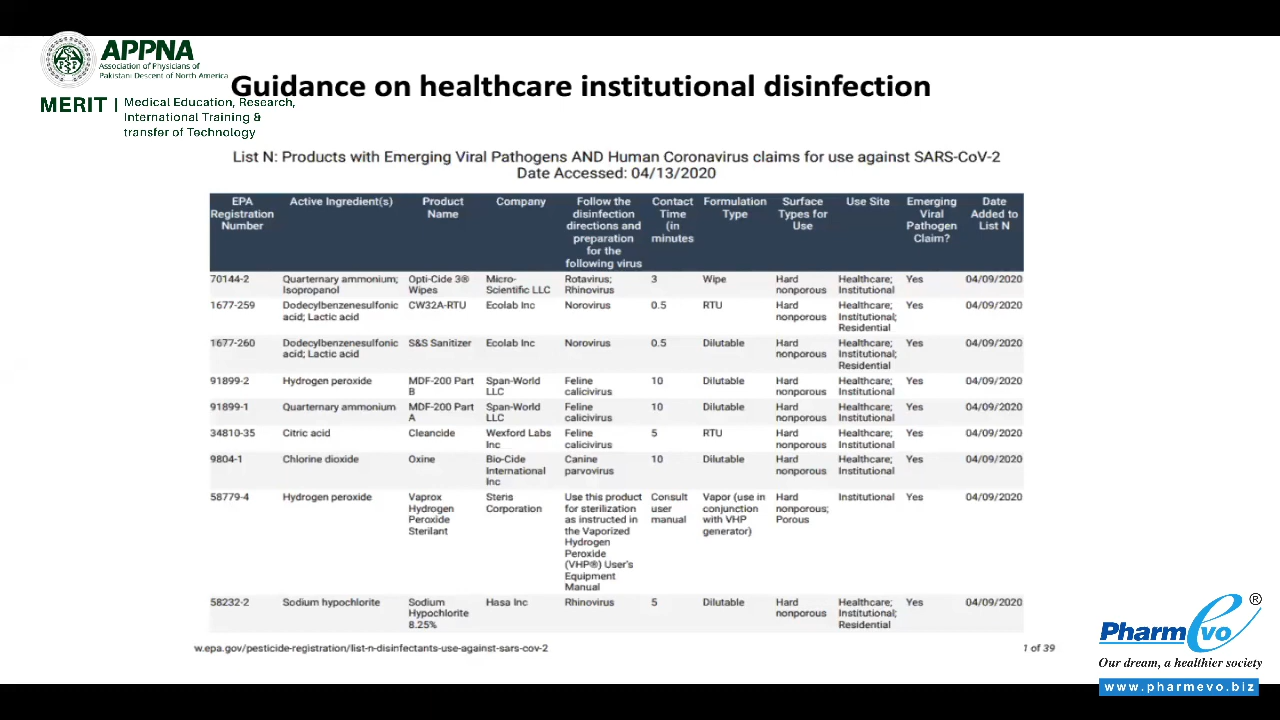 APPNA
Association of Physicians of
Pakistani Descent of North America
MERIT
Medical Education, Research,
International Training &
transfer of Technology
Guidance on healthcare institutional disinfection
List N: Products with Emerging Viral Pathogens AND Human Coronavirus claims for use against SARS-CoV-2
Date Accessed: 04/13/2020
EPA Registration Number | Active Ingredient(s) | Product Name | Company | Follow the disinfection directions and preparation for the following virus | Contact Time (in minutes | Formulation Type | Surface Types for Use | Use Site | Emerging Viral Pathogen Claim? | Date Added to List N
70144-2 | Quarternary ammonium; Isopropanol | Opti-Cide 3® Wipes | Micro-Scientific LLC | Rotavirus; Rhinovirus | 3 | Wipe | Hard nonporous | Healthcare; Institutional | Yes | 04/09/2020
1677-259 | Dodecylbenzenesulfonic acid; Lactic acid | CW32A-RTU | Ecolab Inc | Norovirus | 0.5 | RTU | Hard nonporous | Healthcare; Institutional; Residential | Yes | 04/09/2020
1677-260 | Dodecylbenzenesulfonic acid; Lactic acid | S&S Sanitizer | Ecolab Inc | Norovirus | 0.5 | Dilutable | Hard nonporous | Healthcare; Institutional; Residential | Yes | 04/09/2020
91899-2 | Hydrogen peroxide | MDF-200 Part B | Span-World LLC | Feline calicivirus | 10 | Dilutable | Hard nonporous | Healthcare; Institutional | Yes | 04/09/2020
91899-1 | Quarternary ammonium | MDF-200 Part A | Span-World LLC | Feline calicivirus | 10 | Dilutable | Hard nonporous | Healthcare; Institutional | Yes | 04/09/2020
34810-35 | Citric acid | Cleancide | Wexford Labs Inc | Feline calicivirus | 5 | RTU | Hard nonporous | Healthcare; Institutional | Yes | 04/09/2020
9804-1 | Chlorine dioxide | Oxine | Bio-Cide International Inc | Canine parvovirus | 10 | Dilutable | Hard nonporous | Healthcare; Institutional | Yes | 04/09/2020
58779-4 | Hydrogen peroxide | Vaprox Hydrogen Peroxide Sterilant | Steris Corporation | Use this product for sterilization as instructed in the Vaporized Hydrogen Peroxide (VHP®) User's Equipment Manual | Consult user manual | Vapor (use in conjunction with VHP generator) | Hard nonporous; Porous | Institutional | Yes | 04/09/2020
58232-2 | Sodium hypochlorite | Sodium Hypochlorite 8.25% | Hasa Inc | Rhinovirus | 5 | Dilutable | Hard nonporous | Healthcare; Institutional; Residential | Yes | 04/09/2020
w.epa.gov/pesticide-registration/list-n-disinfectants-use-against-sars-cov-2
1 of 39
PharmEvo ®
Our dream, a healthier society
www.pharmevo.biz